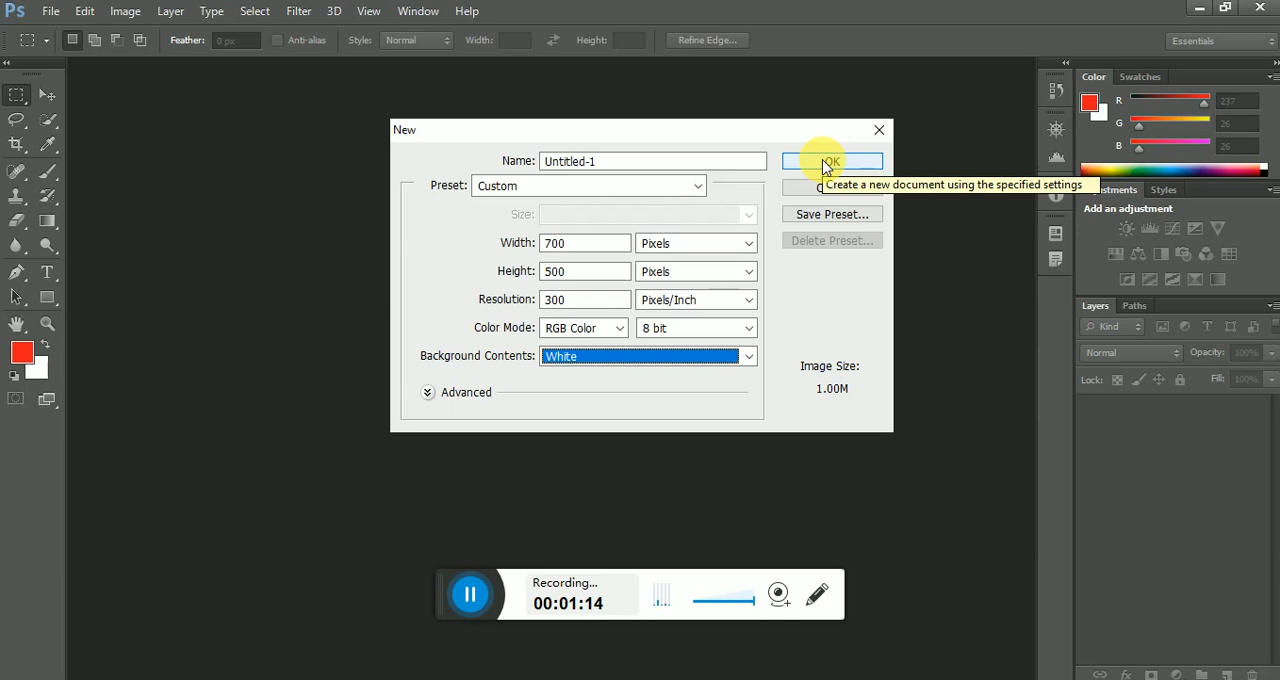 Ps File Edit Image Layer Type Select Filter 3D View Window Help
Feather: 0 px Anti-alias Style: Normal Width: Height: Refine Edge... Essentials
Color Swatches
R 237
G 26
B 26
New
Name: Untitled-1 OK
Preset: Custom
Create a new document using the specified settings
Size:
Save Preset...
Width: 700 Pixels
Delete Preset...
Height: 500 Pixels
Resolution: 300 Pixels/Inch
Color Mode: RGB Color 8 bit
Background Contents: White
Image Size:
1.00M
Advanced
Styles
Add an adjustment
Layers Paths
Kind
Normal Opacity: 100%
Lock: Fill: 100%
Recording...
00:01:14